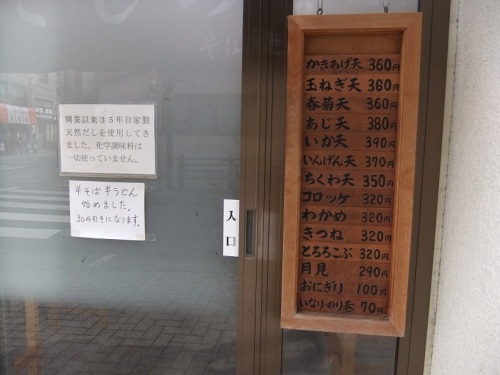 開業以来35年自家製
天然だしを使用してき
ました。化学調味料は
一切使っていません。
半そば半うどん
始めました。
30円引きになります。
入口
かきあげ天 360円
玉ねぎ天 360円
春菊天 360円
あじ天 380円
いか天 390円
いんげん天 370円
ちくわ天 350円
コロッケ 320円
わかめ 320円
きつね 320円
とろろこぶ 320円
月見 290円
おにぎり 100円
いなり・のり巻 70円